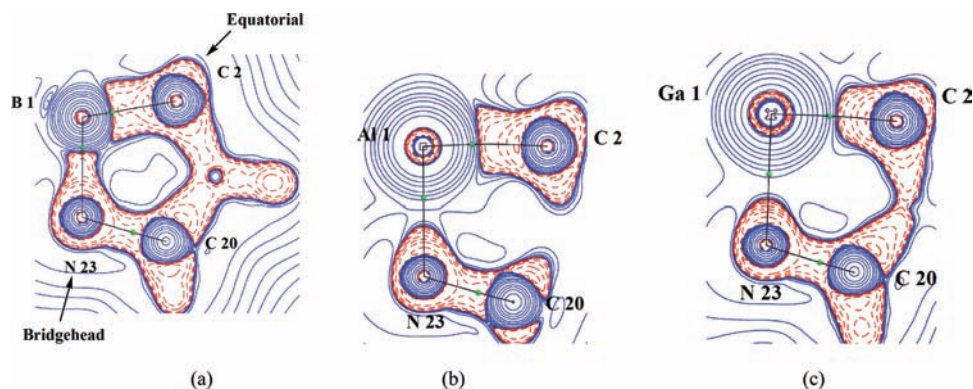 Equatorial
C 2
B 1
C 20
N 23
Bridgehead
(a)
Al 1
C 2
C 20
N 23
(b)
Ga 1
C 2
C 20
N 23
(c)